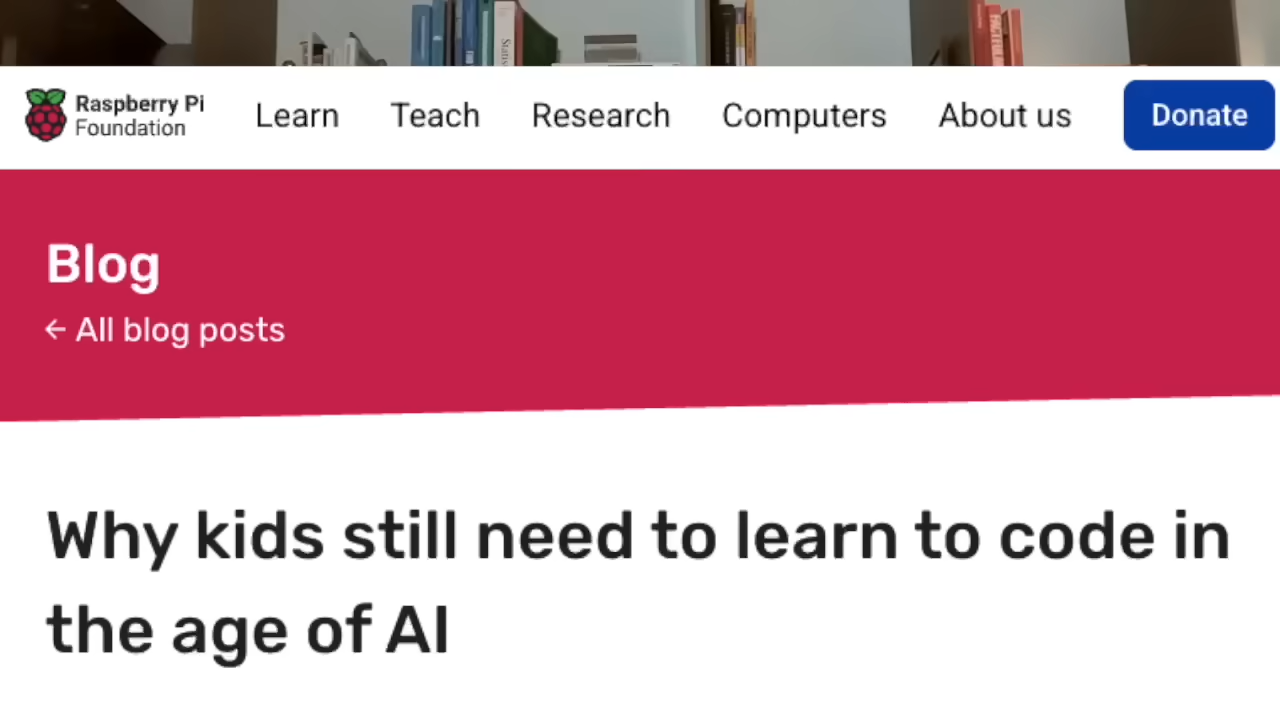 Raspberry Pi
Foundation
Learn
Teach
Research
Computers
About us
Donate
Blog
← All blog posts
Why kids still need to learn to code in
the age of AI